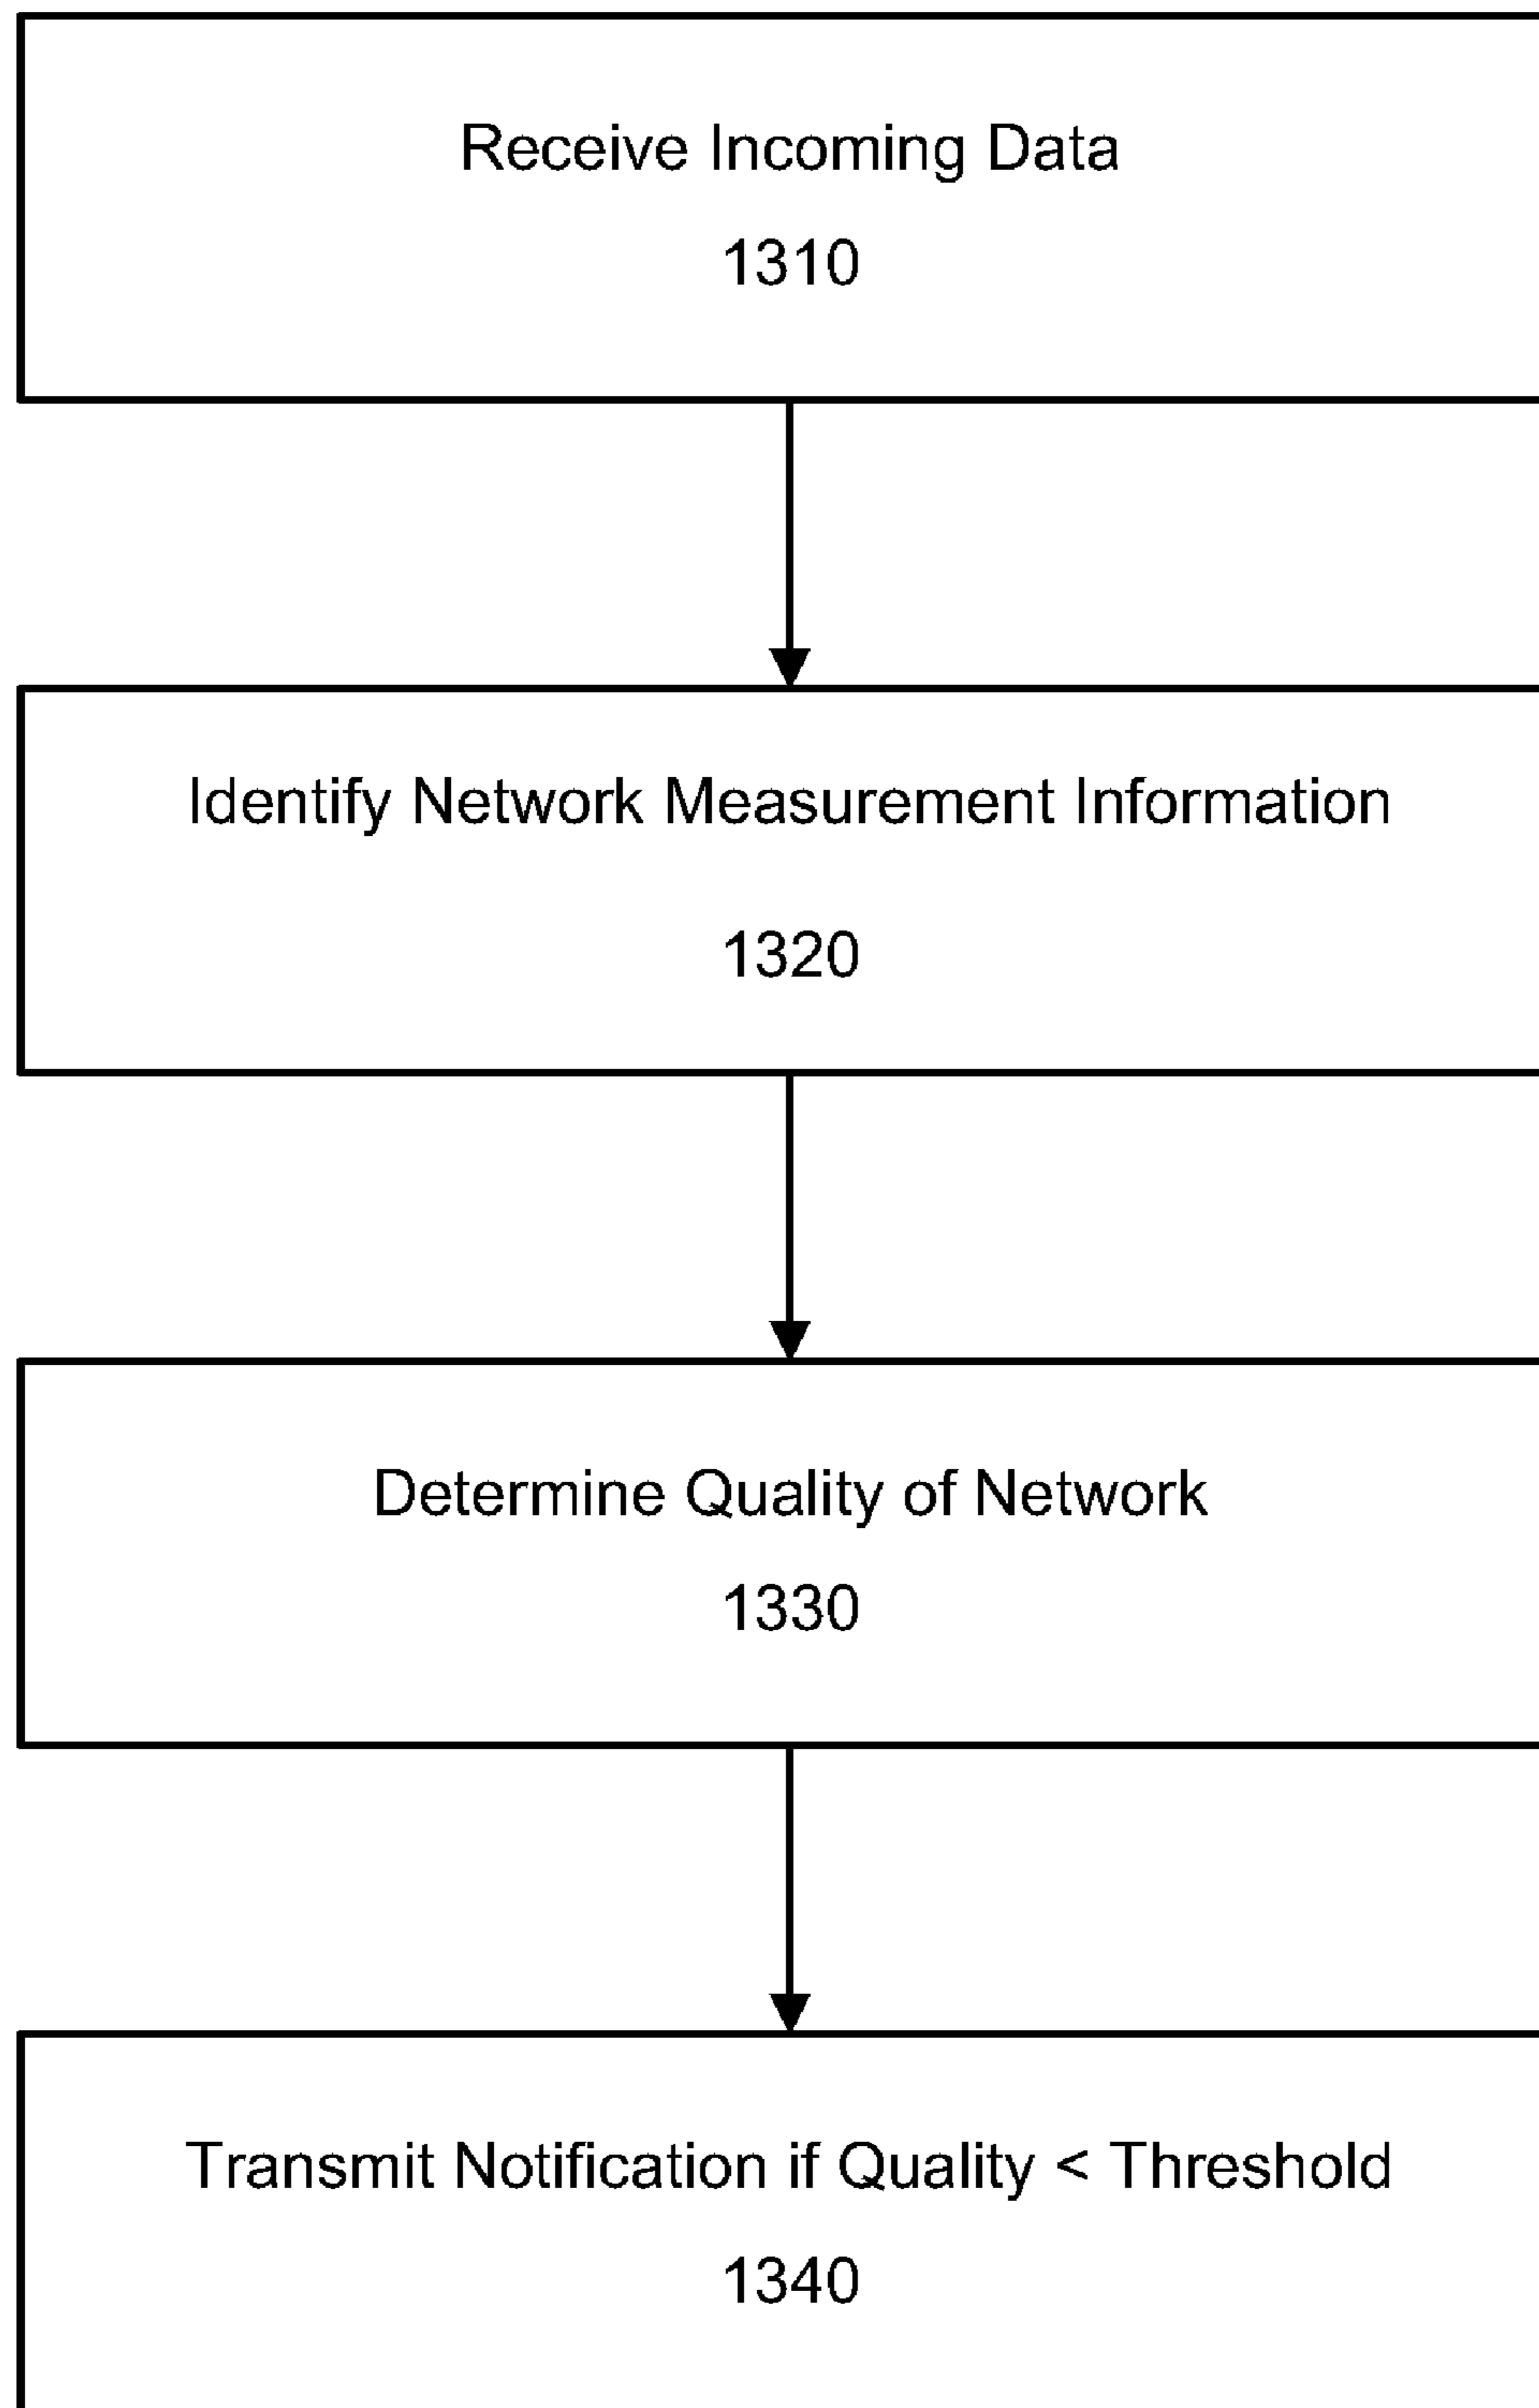 Receive Incoming Data
1310
Identify Network Measurement Information
1320
Determine Quality of Network
1330
Transmit Notification if Quality < Threshold
1340